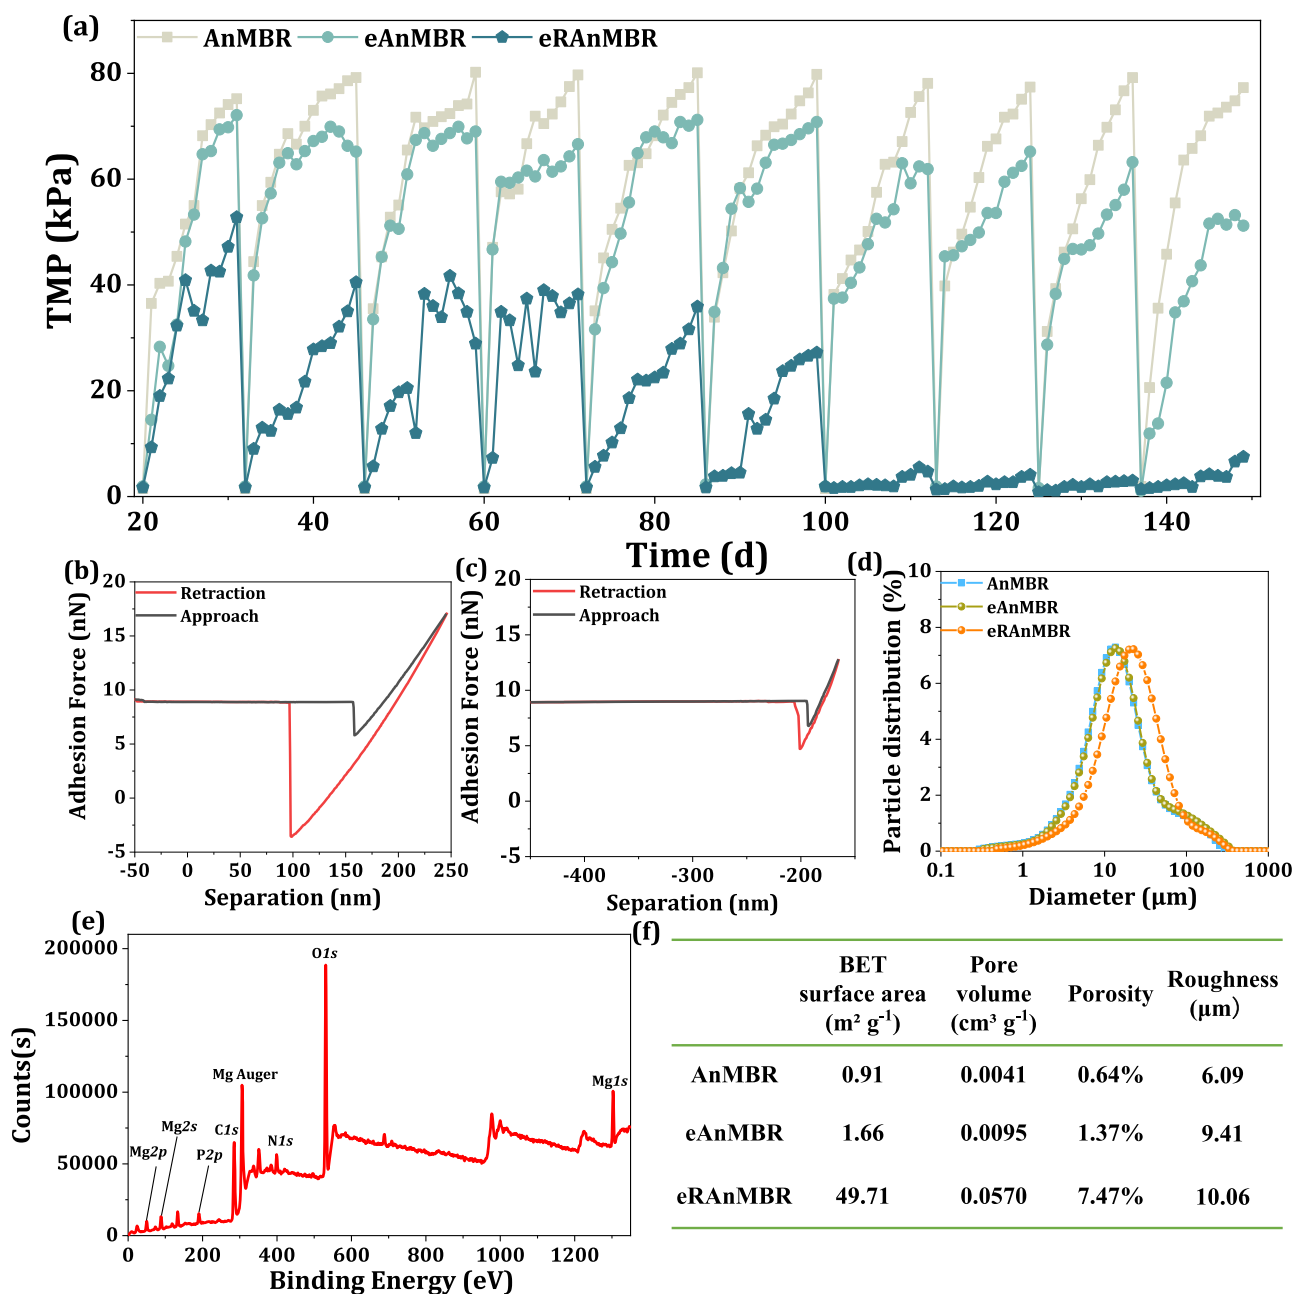 (a)
AnMBR eAnMBR eRAnMBR
80
60
40
20
0
TMP (kPa)
20 40 60 80 100 120 140
Time (d)
(b)
Retraction
Approach
20
15
10
5
0
-5
Adhesion Force (nN)
-50 0 50 100 150 200 250
Separation (nm)
(c)
Retraction
Approach
20
15
10
5
0
-5
Adhesion Force (nN)
-400 -300 -200
Separation (nm)
(d)
AnMBR
eAnMBR
eRAnMBR
10
8
6
4
2
0
Particle distribution (%)
0.1 1 10 100 1000
Diameter (μm)
(e)
200000
150000
100000
50000
0
Counts(s)
O1s
Mg Auger
Mg1s
Mg2s
C1s
N1s
Mg2p
P2p
0 200 400 600 800 1000 1200
Binding Energy (eV)
(f)
BET surface area (m² g⁻¹) Pore volume (cm³ g⁻¹) Porosity Roughness (μm)
AnMBR 0.91 0.0041 0.64% 6.09
eAnMBR 1.66 0.0095 1.37% 9.41
eRAnMBR 49.71 0.0570 7.47% 10.06